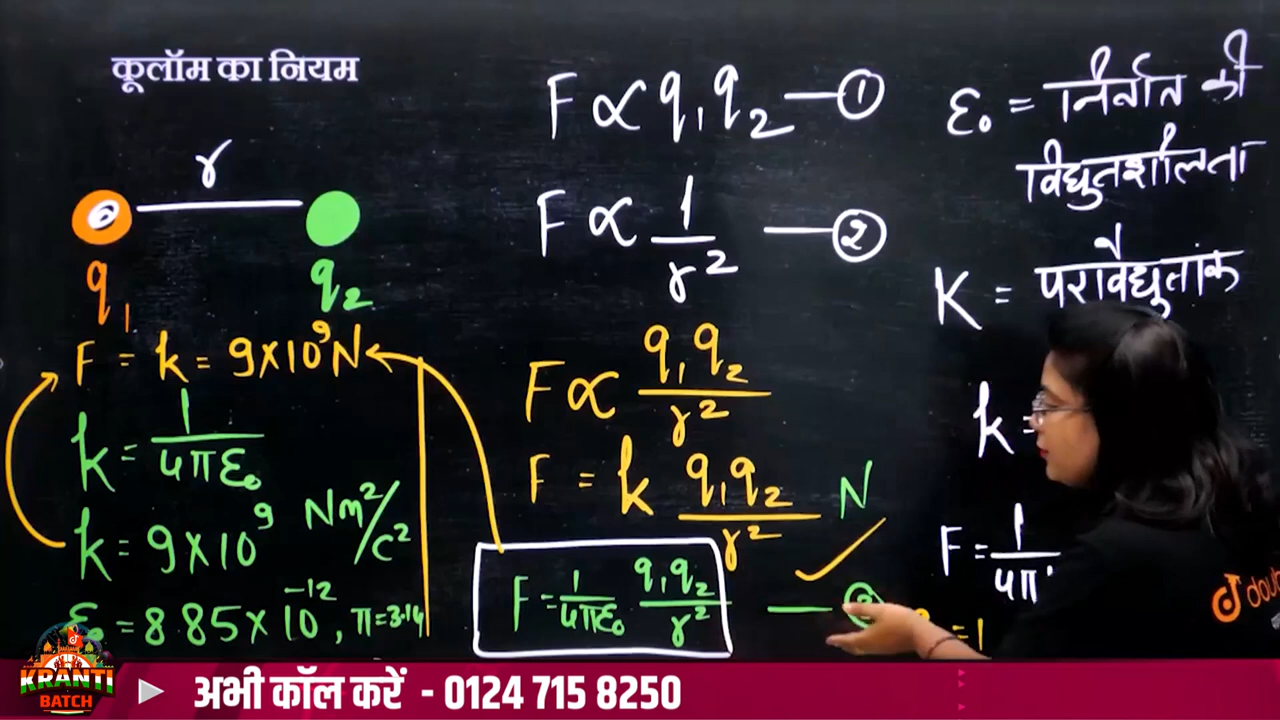 कूलॉम का नियम
r
q₁ q₂
F = k = 9×10⁹N
k = 1/4πε₀
k = 9×10⁹ Nm²/C²
ε₀ = 8.85×10⁻¹², π=3.14
F ∝ q₁q₂ — ①
F ∝ 1/r² — ②
F ∝ q₁q₂/r²
F = k q₁q₂/r² N
F = 1/4πε₀ q₁q₂/r²
ε₀ = निर्वात की
विद्युतशीलता
K = परावैद्युतांक
k =
F = 1/4π
= 1
doub
KRANTI
BATCH
अभी कॉल करें - 0124 715 8250